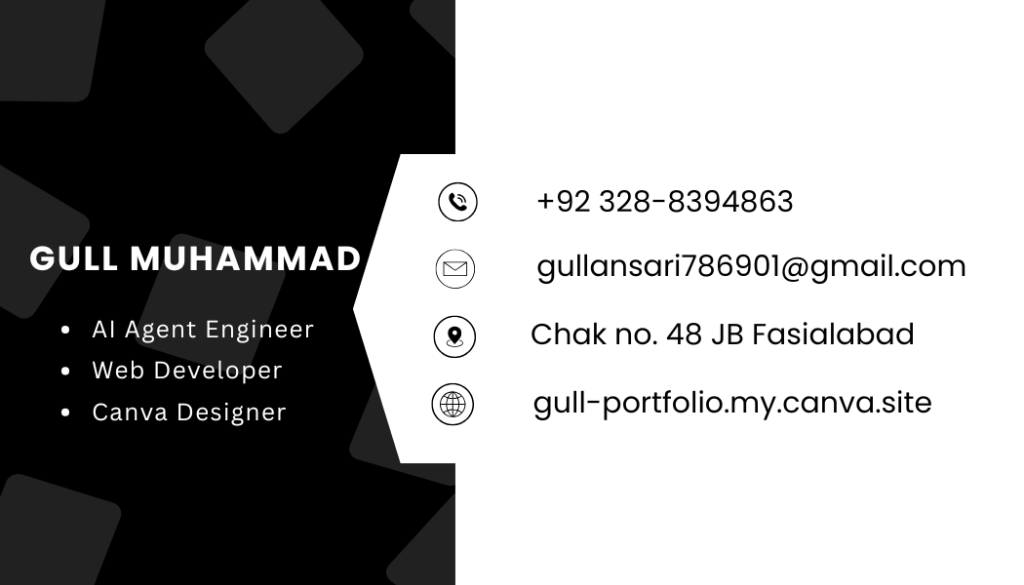 GULL MUHAMMAD
• AI Agent Engineer
• Web Developer
• Canva Designer
+92 328-8394863
gullansari786901@gmail.com
Chak no. 48 JB Fasialabad
gull-portfolio.my.canva.site